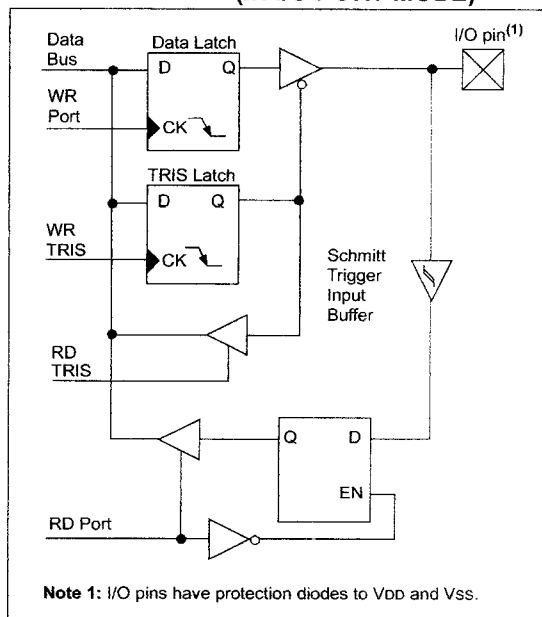 Data Bus
Data Latch
I/O pin(1)
D Q
WR Port
CK
TRIS Latch
D Q
WR TRIS
CK
Schmitt Trigger Input Buffer
RD TRIS
Q D
EN
RD Port
Note 1: I/O pins have protection diodes to VDD and VSS.